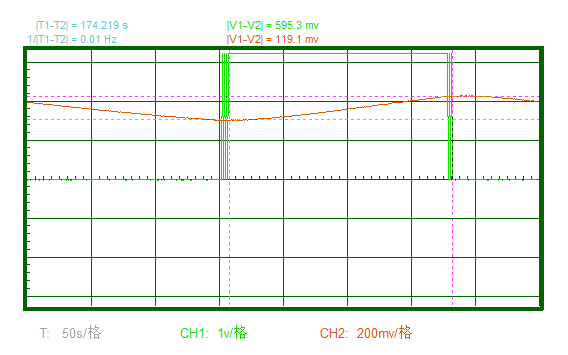 |T1-T2| = 174.219 s |V1-V2| = 595.3 mv
1/|T1-T2| = 0.01 Hz |V1-V2| = 119.1 mv
T: 50s/格 CH1: 1v/格 CH2: 200mv/格